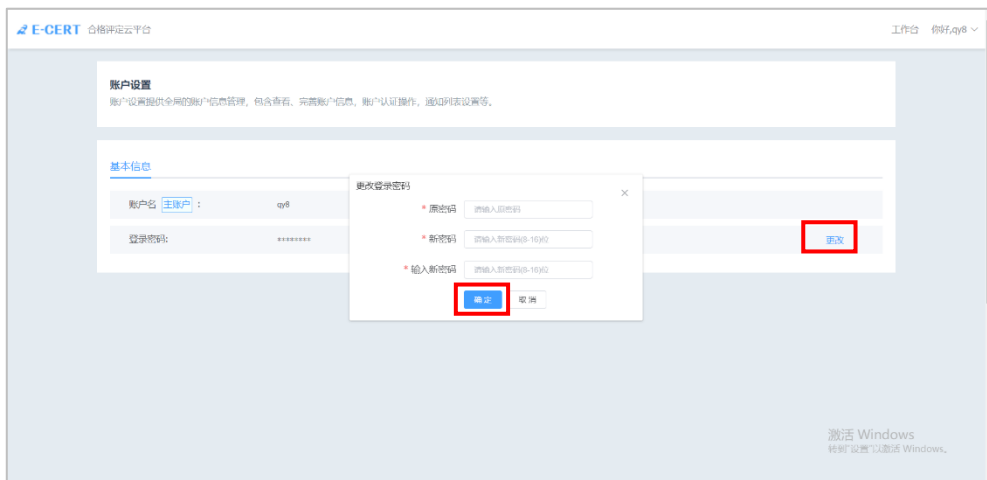 E-CERT 合格评定云平台
工作台 你好,qy8
账户设置
账户设置提供全局的账户信息管理，包含查看、完善账户信息，账户认证操作，通知列表设置等。
基本信息
更改登录密码
账户名 主账户 : qy8
* 原密码 请输入原密码
登录密码: ********
* 新密码 请输入新密码(8-16)位
更改
* 输入新密码 请输入新密码(8-16)位
确定 取消
激活 Windows
转到"设置"以激活 Windows。